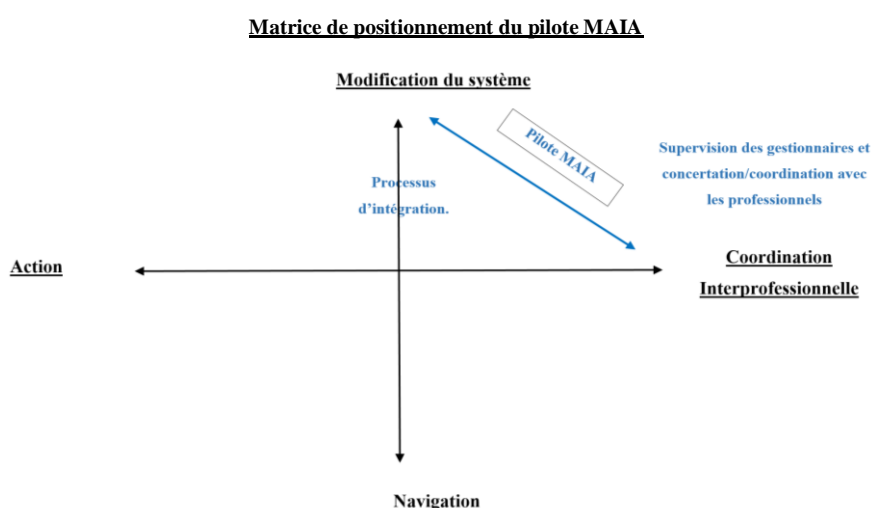 Matrice de positionnement du pilote MAIA
Modification du système
Pilote MAIA
Supervision des gestionnaires et
concertation/coordination avec
les professionnels
Processus
d'intégration.
Action
Coordination
Interprofessionnelle
Navigation